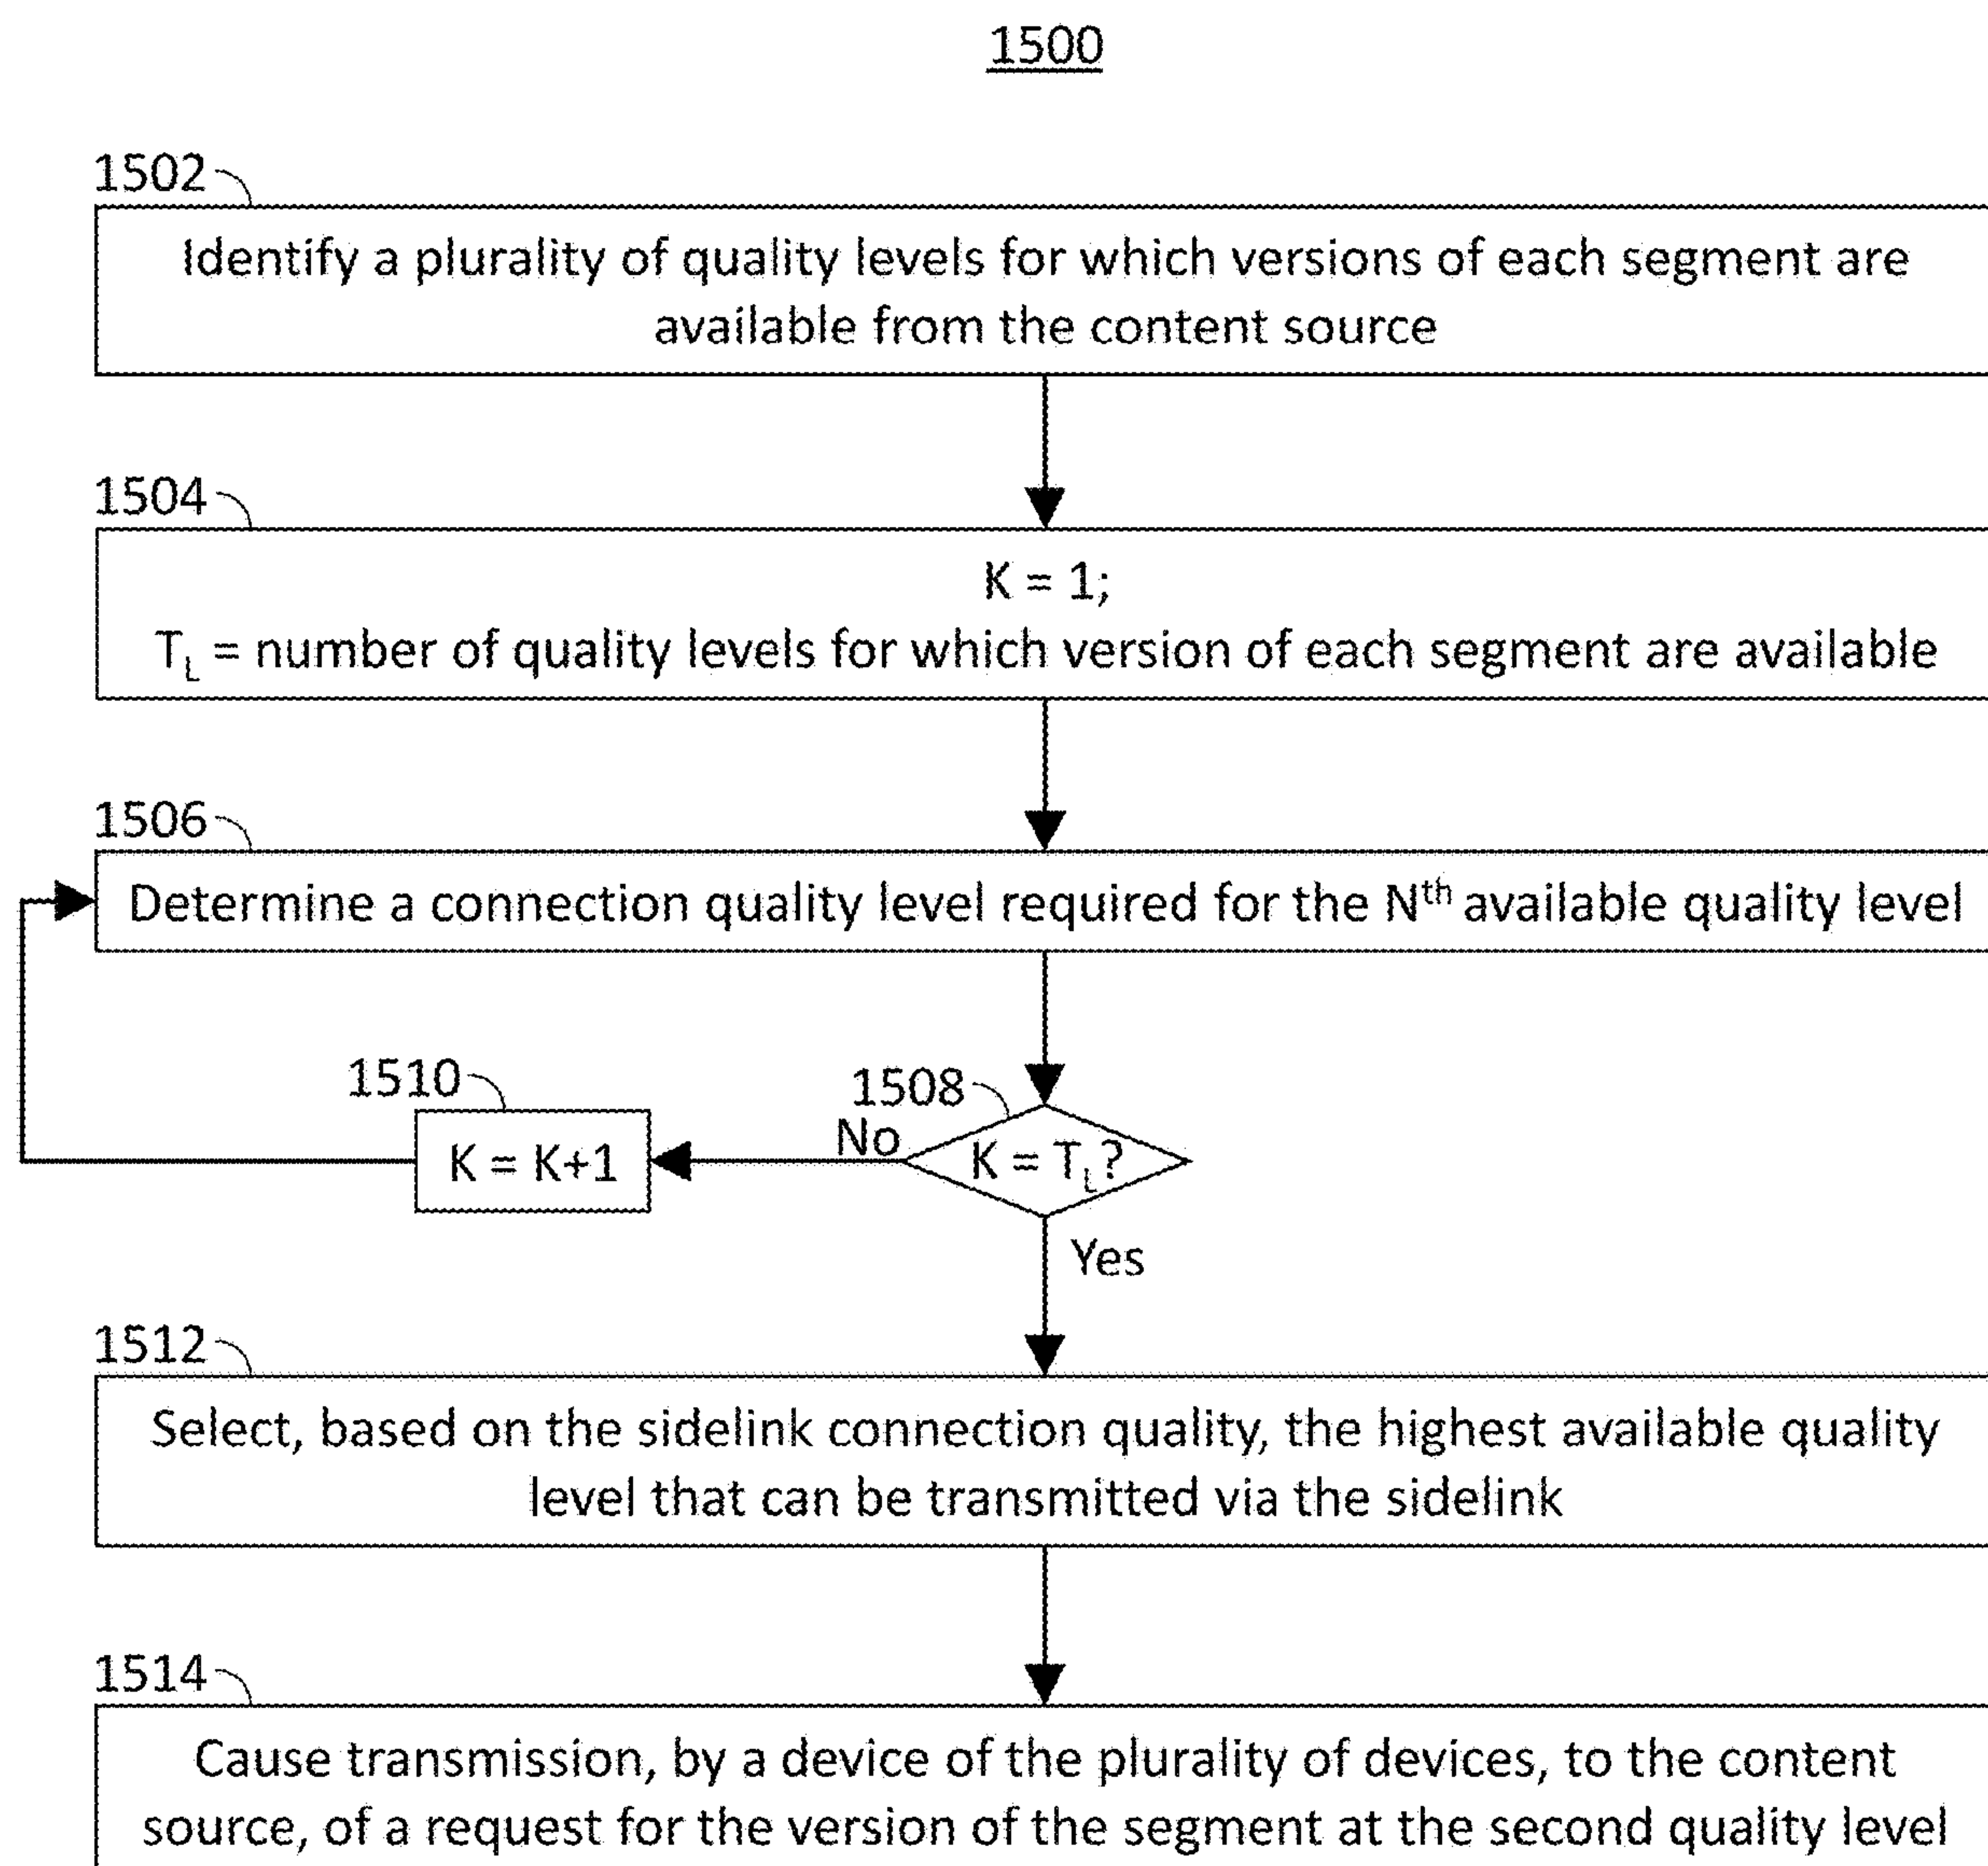 1500
1502
Identify a plurality of quality levels for which versions of each segment are
available from the content source
1504
K = 1;
T_L = number of quality levels for which version of each segment are available
1506
Determine a connection quality level required for the Nth available quality level
1510
1508
No
K = K+1
K = T_L?
Yes
1512
Select, based on the sidelink connection quality, the highest available quality
level that can be transmitted via the sidelink
1514
Cause transmission, by a device of the plurality of devices, to the content
source, of a request for the version of the segment at the second quality level